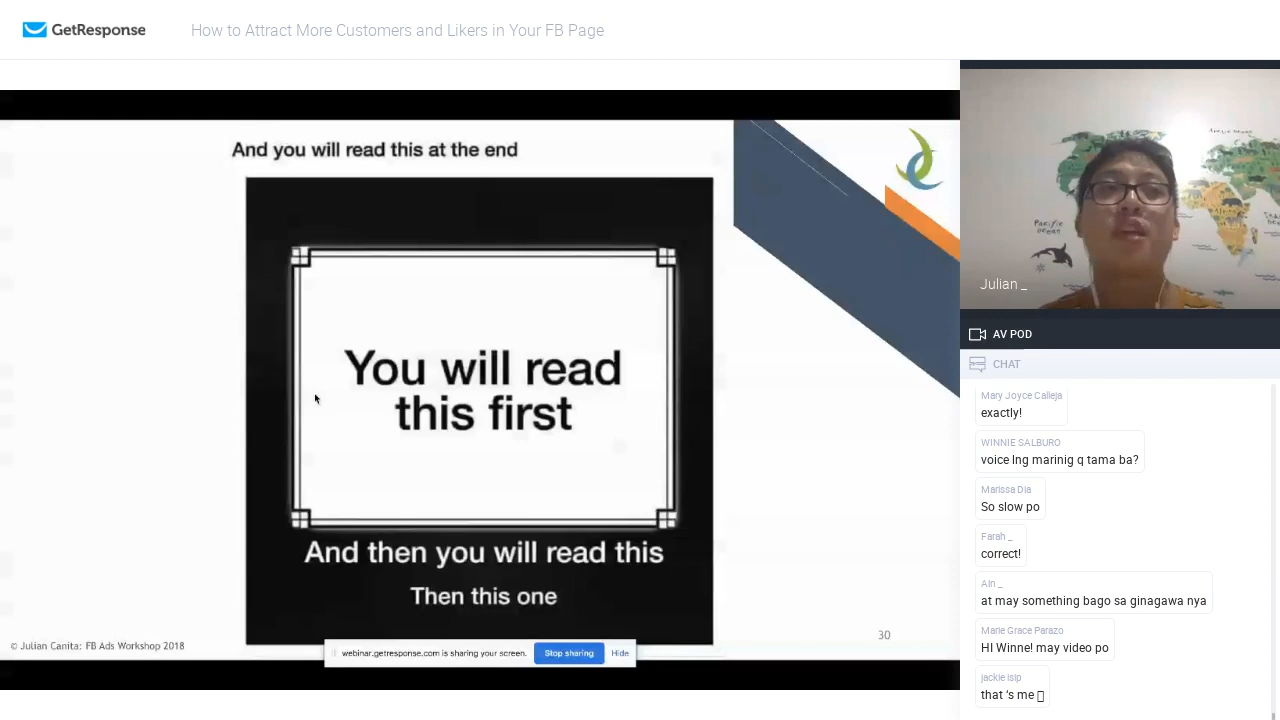 GetResponse
How to Attract More Customers and Likers in Your FB Page
And you will read this at the end
You will read
this first
And then you will read this
Then this one
© Julian Canita: FB Ads Workshop 2018
30
webinar.getresponse.com is sharing your screen.
Stop sharing
Hide
Pacific
ocean
Julian _
AV POD
CHAT
Mary Joyce Calleja
exactly!
WINNIE SALBURO
voice lng marinig q tama ba?
Marissa Dia
So slow po
Farah _
correct!
Ain _
at may something bago sa ginagawa nya
Marie Grace Parazo
HI Winne! may video po
jackie isip
that 's me